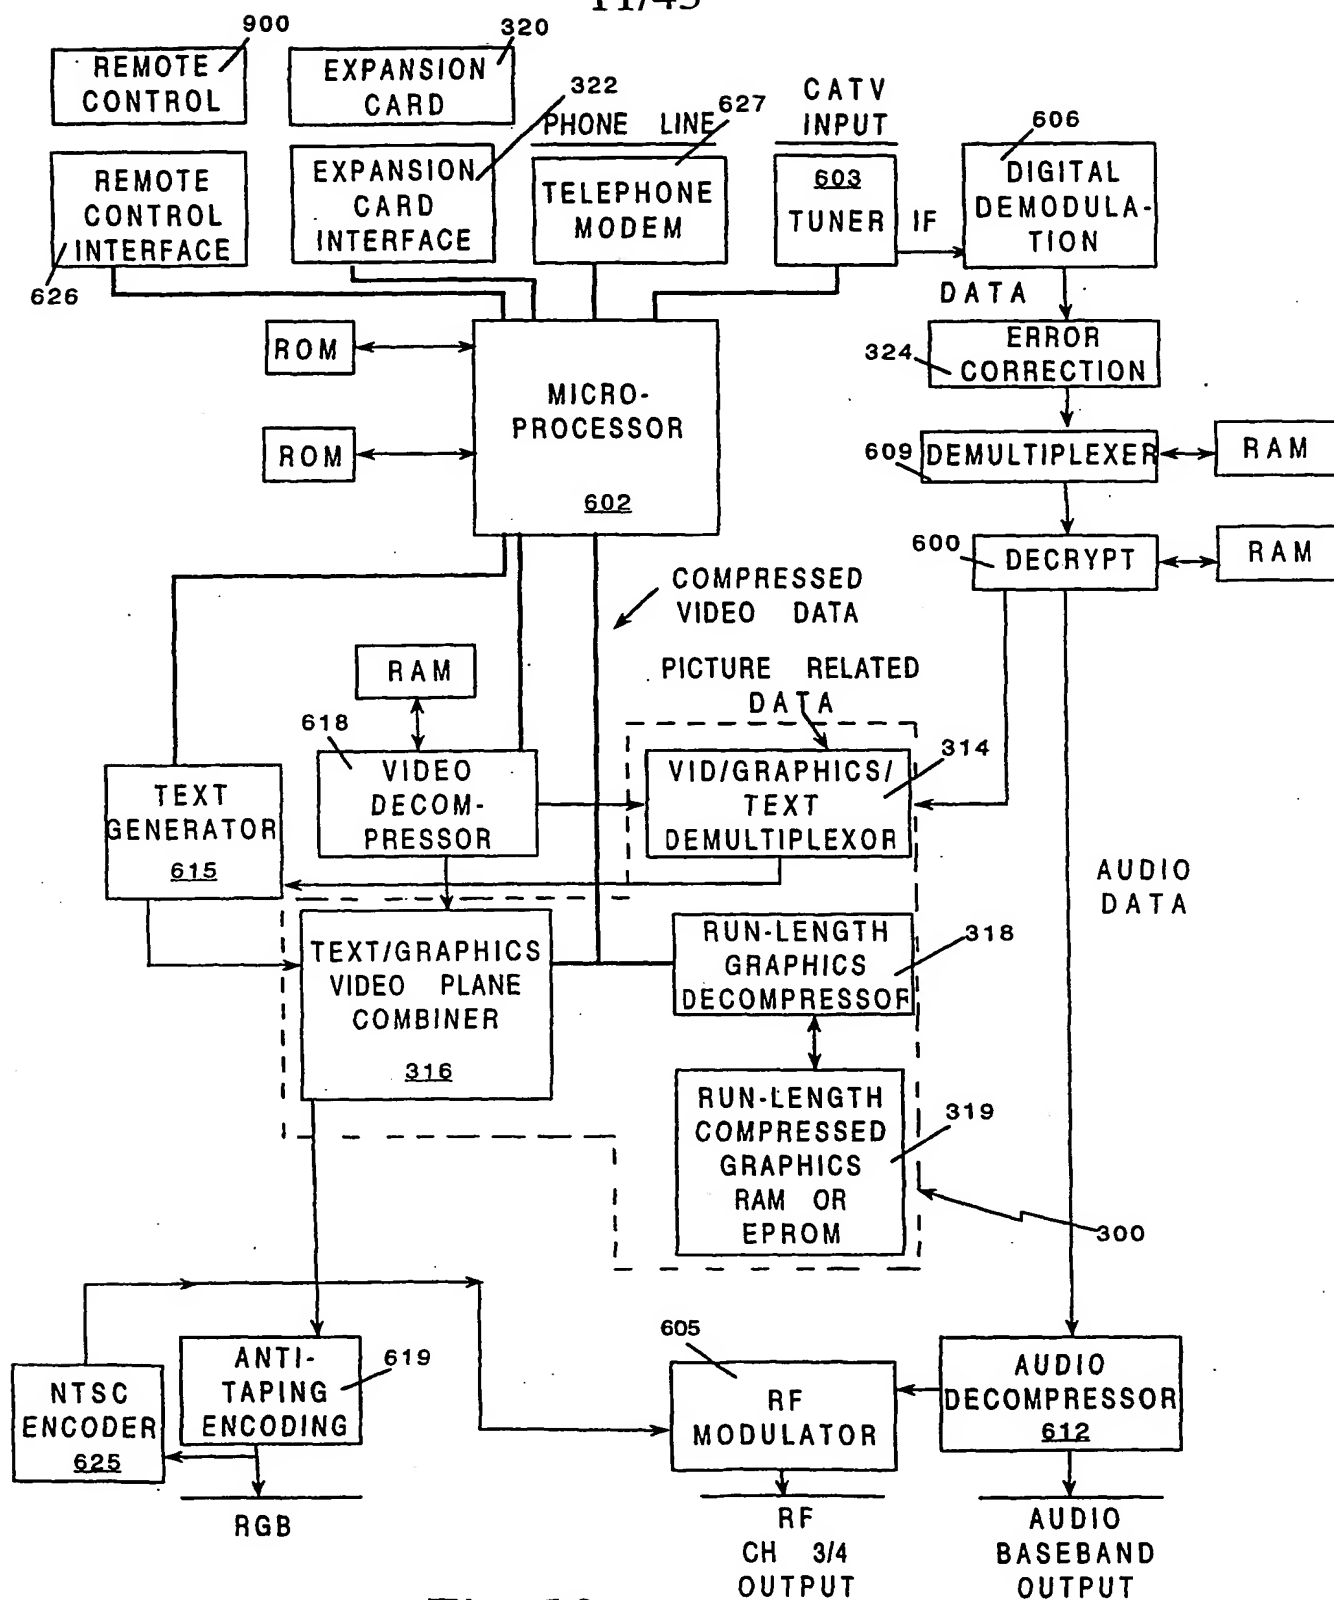 900
REMOTE
CONTROL
320
EXPANSION
CARD
322
PHONE LINE
627
CATV
INPUT
606
REMOTE
CONTROL
INTERFACE
626
EXPANSION
CARD
INTERFACE
TELEPHONE
MODEM
603
TUNER
IF
DIGITAL
DEMODULA-
TION
DATA
ROM
ROM
MICRO-
PROCESSOR
602
324
ERROR
CORRECTION
609
DEMULTIPLEXER
RAM
600
DECRYPT
RAM
COMPRESSED
VIDEO DATA
PICTURE RELATED
DATA
RAM
618
VIDEO
DECOM-
PRESSOR
VID/GRAPHICS/
TEXT
DEMULTIPLEXOR
314
TEXT
GENERATOR
615
AUDIO
DATA
TEXT/GRAPHICS
VIDEO PLANE
COMBINER
316
RUN-LENGTH
GRAPHICS
DECOMPRESSOR
318
RUN-LENGTH
COMPRESSED
GRAPHICS
RAM OR
EPROM
319
300
NTSC
ENCODER
625
ANTI-
TAPING
ENCODING
619
605
RF
MODULATOR
AUDIO
DECOMPRESSOR
612
RGB
RF
CH 3/4
OUTPUT
AUDIO
BASEBAND
OUTPUT